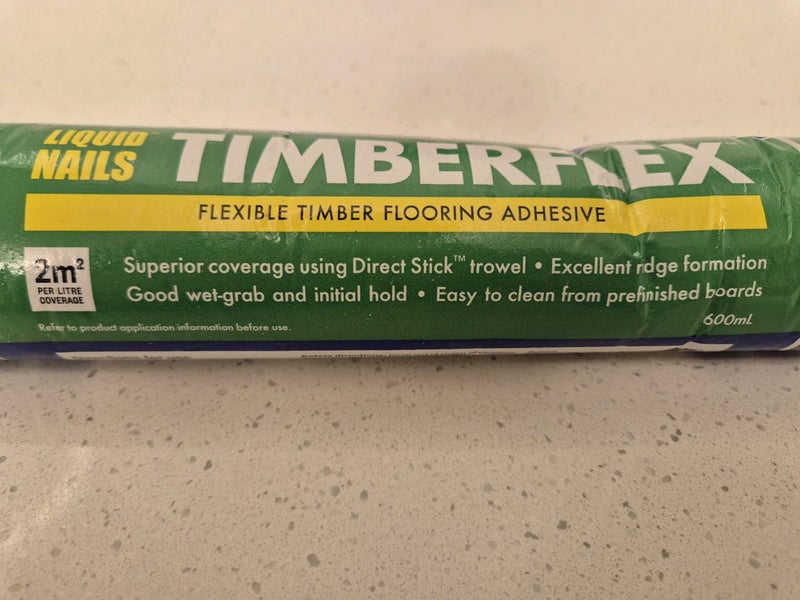 LIQUID
NAILS
TIMBERFLEX
FLEXIBLE TIMBER FLOORING ADHESIVE
2m²
PER LITRE
COVERAGE
Superior coverage using Direct Stick™ trowel • Excellent rdge formation
Good wet-grab and initial hold • Easy to clean from prefinished boards
600mL
Refer to product application information before use.